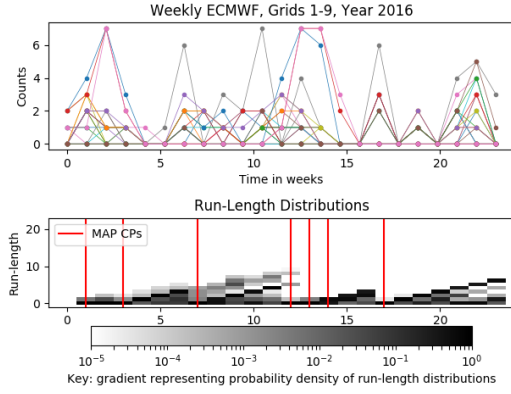 Weekly ECMWF, Grids 1-9, Year 2016
Counts
6
4
2
0
0 5 10 15 20
Time in weeks
Run-Length Distributions
Run-length
20
10
0
MAP CPs
0 5 10 15 20
10⁻⁵ 10⁻⁴ 10⁻³ 10⁻² 10⁻¹ 10⁰
Key: gradient representing probability density of run-length distributions